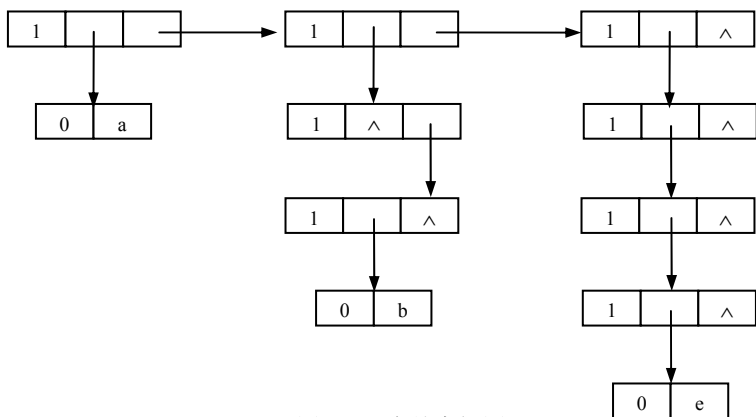 1 1 1 ∧
0 a 1 ∧ 1 ∧
1 ∧ 1 ∧
0 b 1 ∧
0 e